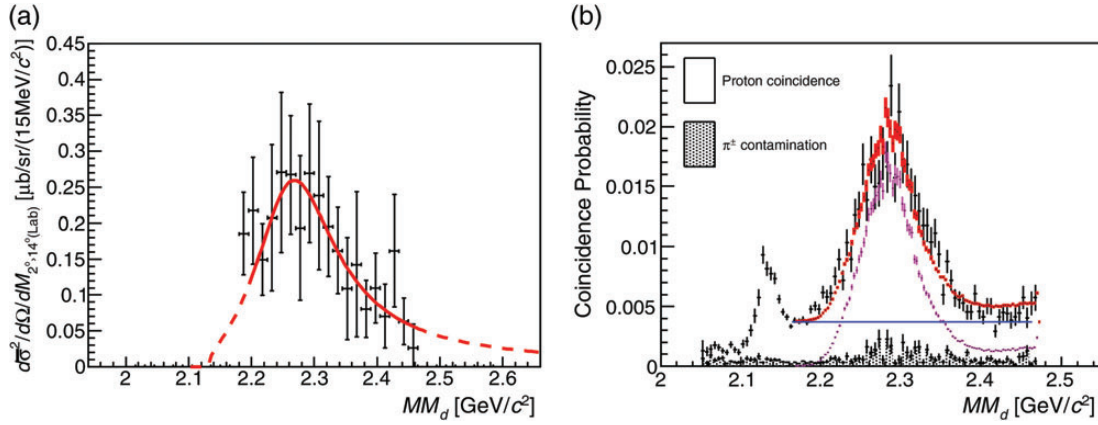 (a)
dσ²/dΩ/dM₂°,₁₄°(Lab) [μb/sr/(15MeV/c²)]
0.45
0.4
0.35
0.3
0.25
0.2
0.15
0.1
0.05
0
2 2.1 2.2 2.3 2.4 2.5 2.6
MM_d [GeV/c²]
(b)
Coincidence Probability
0.025
0.02
0.015
0.01
0.005
0
Proton coincidence
π± contamination
2 2.1 2.2 2.3 2.4 2.5
MM_d [GeV/c²]